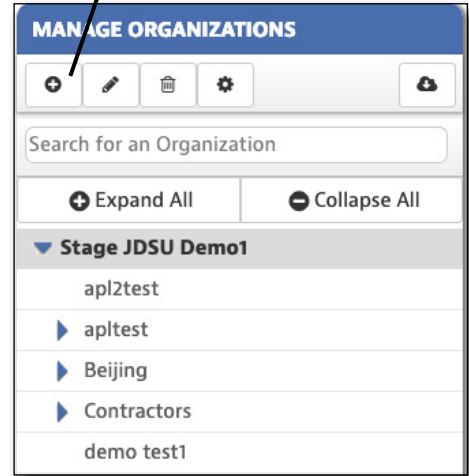 MANAGE ORGANIZATIONS
Search for an Organization
Expand All Collapse All
Stage JDSU Demo1
apl2test
apltest
Beijing
Contractors
demo test1